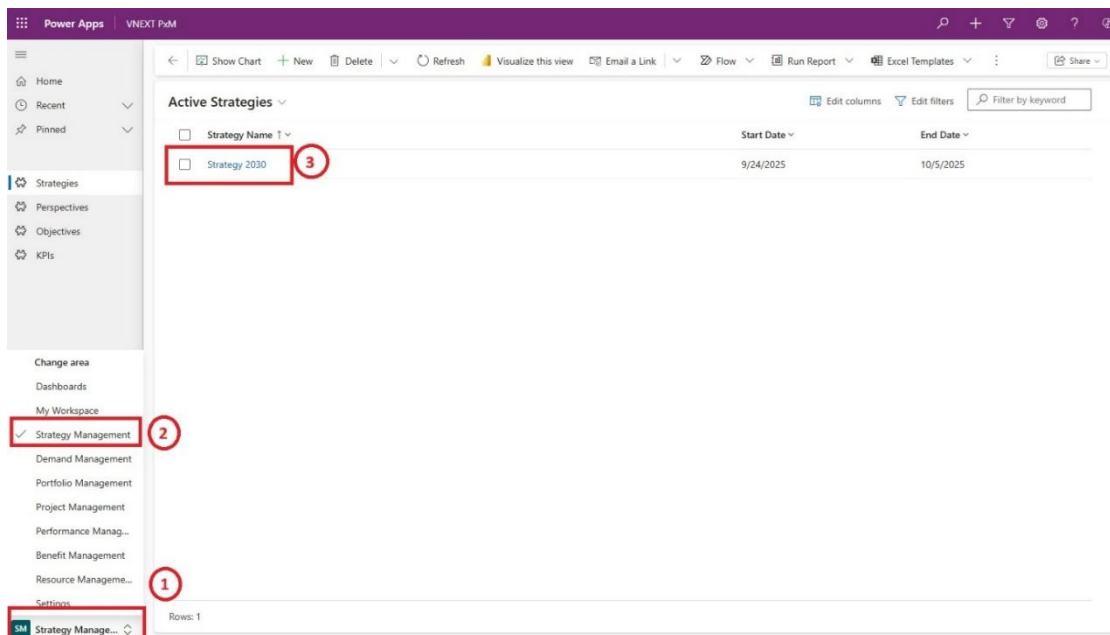 Power Apps VNEXT PxM
Show Chart New Delete Refresh Visualize this view Email a Link Flow Run Report Excel Templates Share
Home
Recent
Pinned
Strategies
Perspectives
Objectives
KPIs
Change area
Dashboards
My Workspace
Strategy Management
2
Demand Management
Portfolio Management
Project Management
Performance Manag...
Benefit Management
Resource Manageme...
1
Settings
SM Strategy Manage...
Active Strategies Edit columns Edit filters Filter by keyword
Strategy Name Start Date End Date
Strategy 2030 3 9/24/2025 10/5/2025
Rows: 1